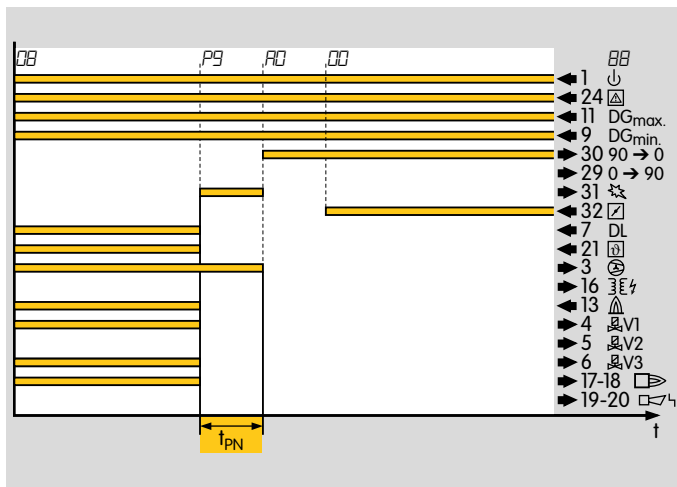 08 P9 A0 00 88
1
24
11 DGmax.
9 DGmin.
30 90 ➔ 0
29 0 ➔ 90
31
32
7 DL
21 ϑ
3
16
13
4 V1
5 V2
6 V3
17-18
19-20
t
tPN